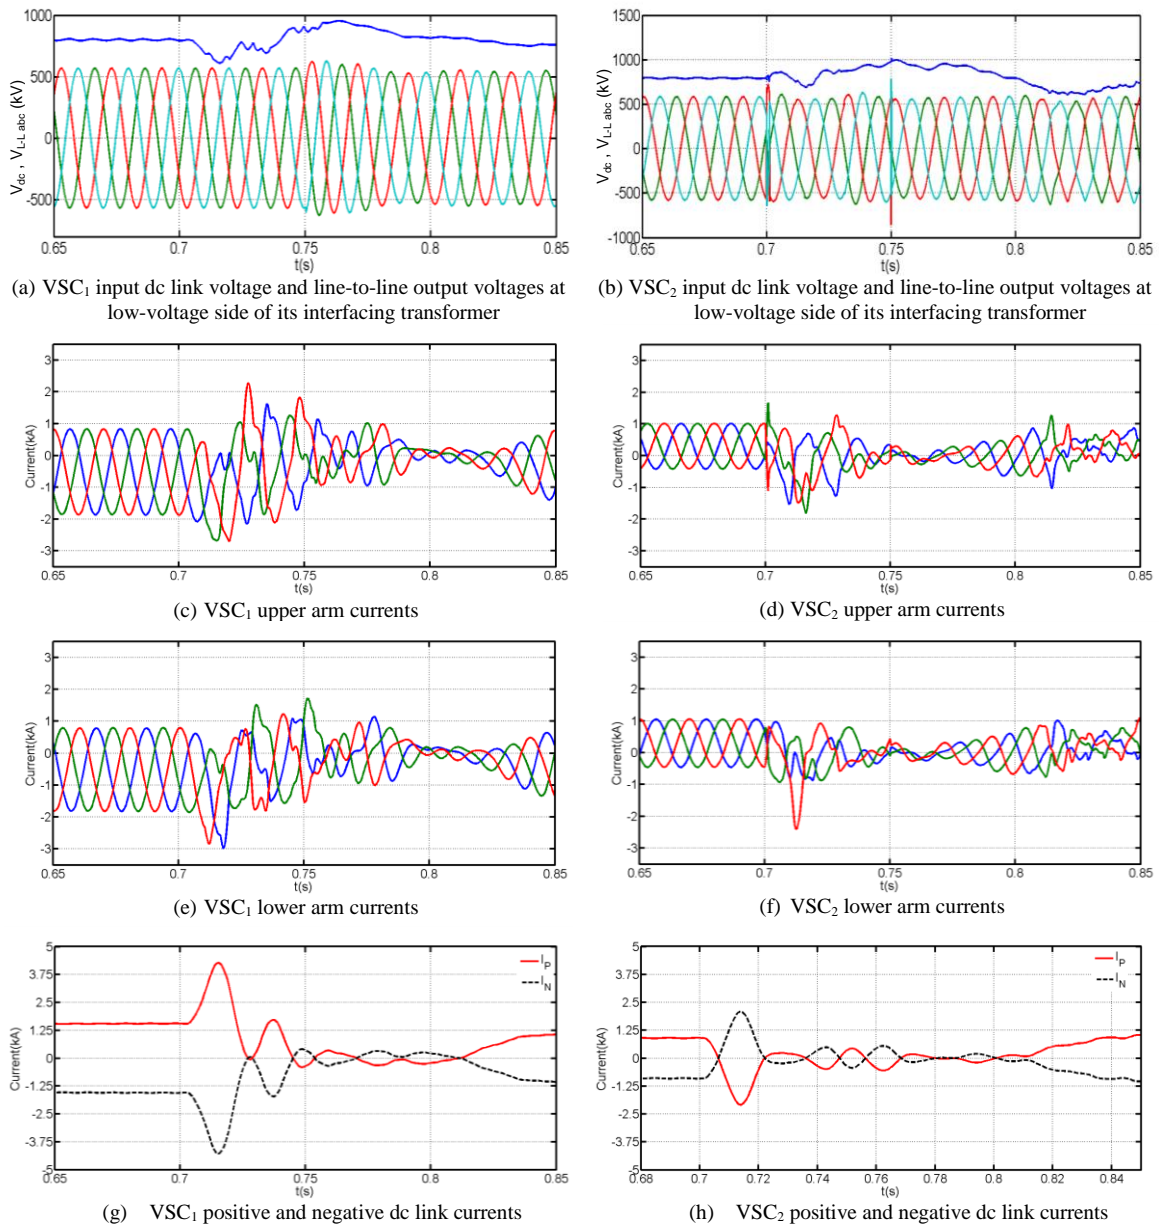 1000
500
0
-500
V_dc , V_L-L abc (kV)
0.65 0.7 0.75 0.8 0.85
t(s)
(a) VSC₁ input dc link voltage and line-to-line output voltages at
low-voltage side of its interfacing transformer
1500
1000
500
0
-500
-1000
V_dc , V_L-L abc (kV)
0.65 0.7 0.75 0.8 0.85
t(s)
(b) VSC₂ input dc link voltage and line-to-line output voltages at
low-voltage side of its interfacing transformer
3
2
1
0
-1
-2
-3
Current(kA)
0.65 0.7 0.75 0.8 0.85
t(s)
(c) VSC₁ upper arm currents
3
2
1
0
-1
-2
-3
Current(kA)
0.65 0.7 0.75 0.8 0.85
t(s)
(d) VSC₂ upper arm currents
3
2
1
0
-1
-2
-3
Current(kA)
0.65 0.7 0.75 0.8 0.85
t(s)
(e) VSC₁ lower arm currents
3
2
1
0
-1
-2
-3
Current(kA)
0.65 0.7 0.75 0.8 0.85
t(s)
(f) VSC₂ lower arm currents
5
3.75
2.5
1.25
0
-1.25
-2.5
-3.75
-5
Current(kA)
I_P
I_N
0.65 0.7 0.75 0.8 0.85
t(s)
(g) VSC₁ positive and negative dc link currents
5
3.75
2.5
1.25
0
-1.25
-2.5
-3.75
-5
Current(kA)
I_P
I_N
0.68 0.7 0.72 0.74 0.76 0.78 0.8 0.82 0.84
t(s)
(h) VSC₂ positive and negative dc link currents